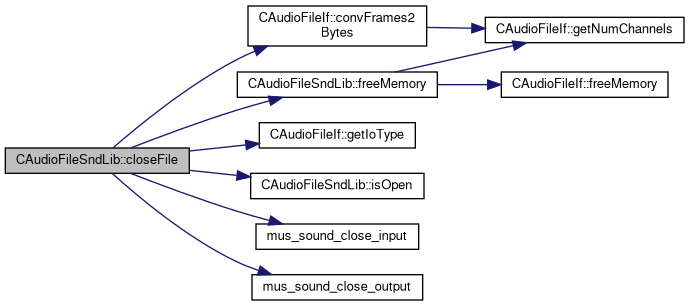 CAudioFileIf::convFrames2
Bytes
CAudioFileIf::getNumChannels
CAudioFileSndLib::freeMemory
CAudioFileIf::freeMemory
CAudioFileIf::getIoType
CAudioFileSndLib::closeFile
CAudioFileSndLib::isOpen
mus_sound_close_input
mus_sound_close_output